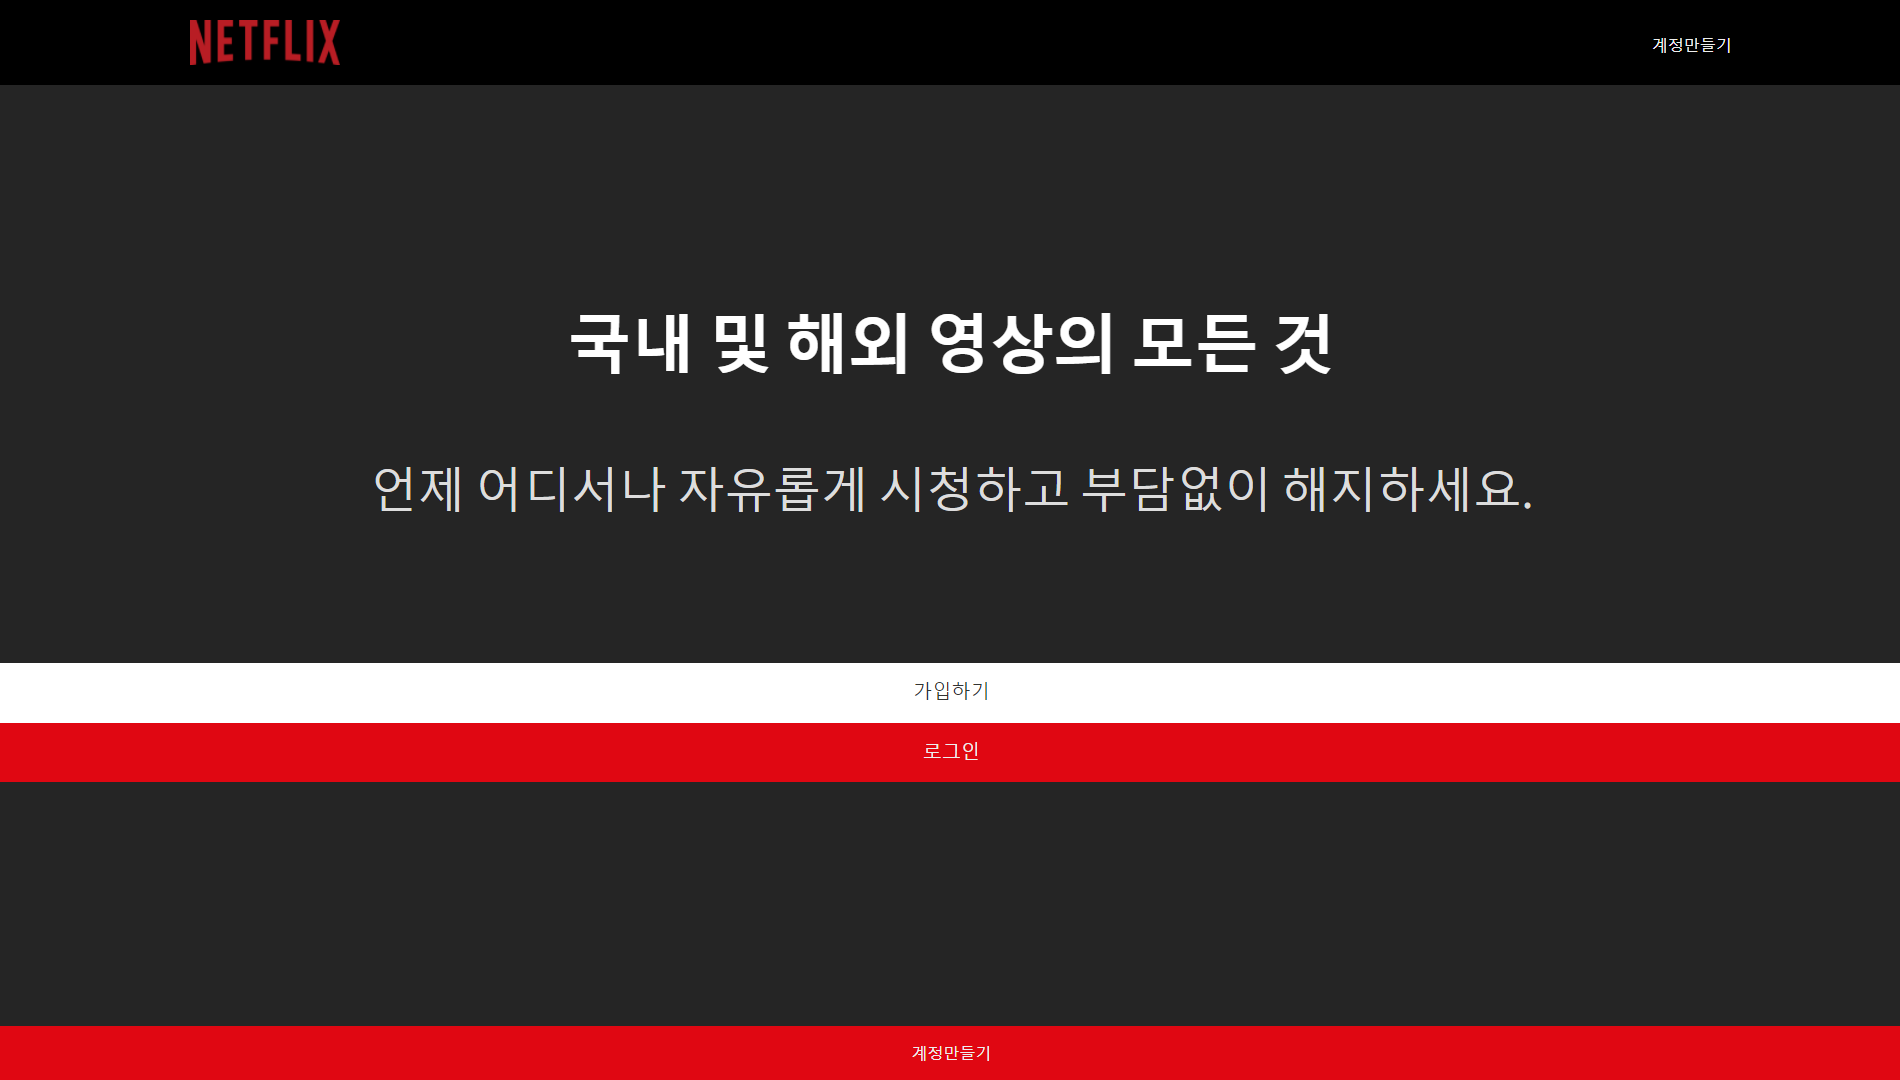 NETFLIX
계정만들기
국내 및 해외 영상의 모든 것
언제 어디서나 자유롭게 시청하고 부담없이 해지하세요.
가입하기
로그인
계정만들기